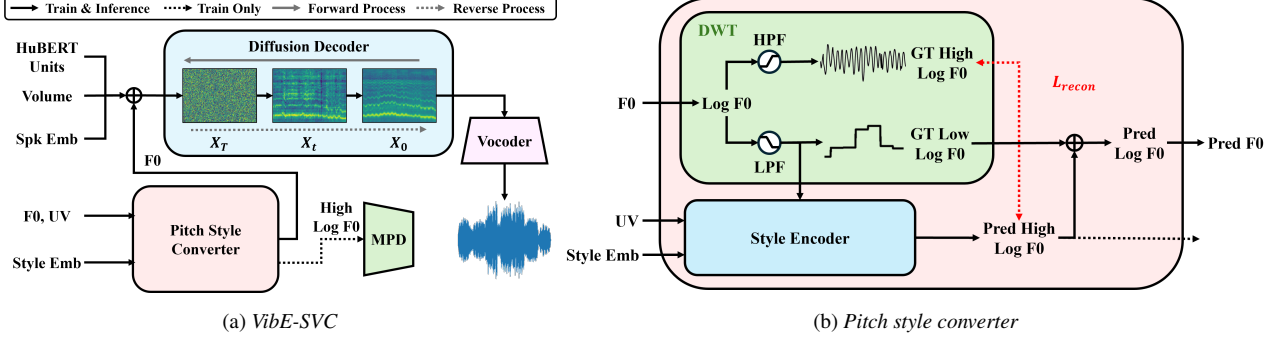 Train & Inference
Train Only
Forward Process
Reverse Process
HuBERT
Units
Volume
Spk Emb
Diffusion Decoder
X_T
X_t
X_0
Vocoder
F0
F0, UV
Style Emb
Pitch Style
Converter
High
Log F0
MPD
(a) VibE-SVC
DWT
HPF
GT High
Log F0
L_recon
F0
Log F0
LPF
GT Low
Log F0
Pred
Log F0
Pred F0
UV
Style Emb
Style Encoder
Pred High
Log F0
(b) Pitch style converter